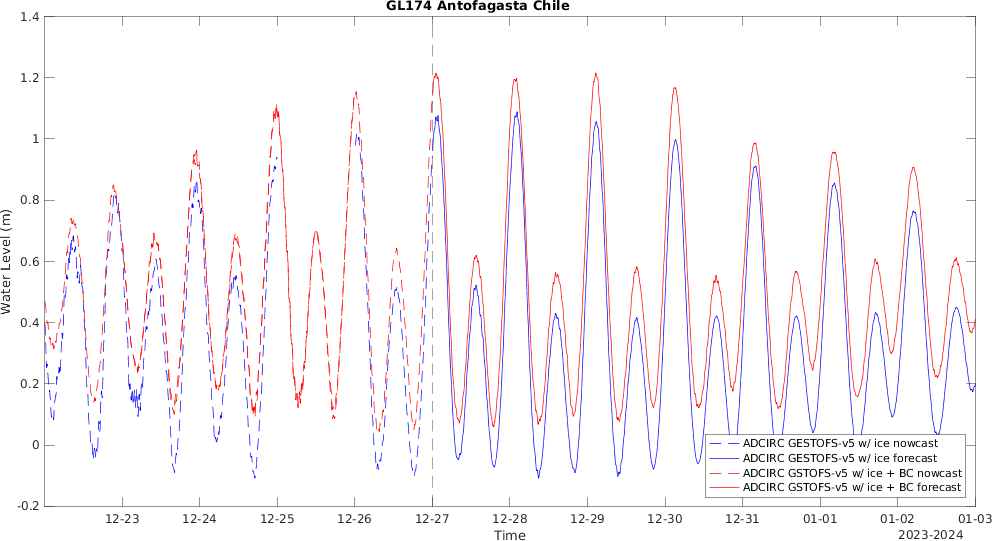 GL174 Antofagasta Chile
1.4
1.2
1
0.8
0.6
0.4
0.2
0
-0.2
Water Level (m)
ADCIRC GESTOFS-v5 w/ ice nowcast
ADCIRC GESTOFS-v5 w/ ice forecast
ADCIRC GSTOFS-v5 w/ ice + BC nowcast
ADCIRC GSTOFS-v5 w/ ice + BC forecast
12-23 12-24 12-25 12-26 12-27 12-28 12-29 12-30 12-31 01-01 01-02 01-03
Time
2023-2024